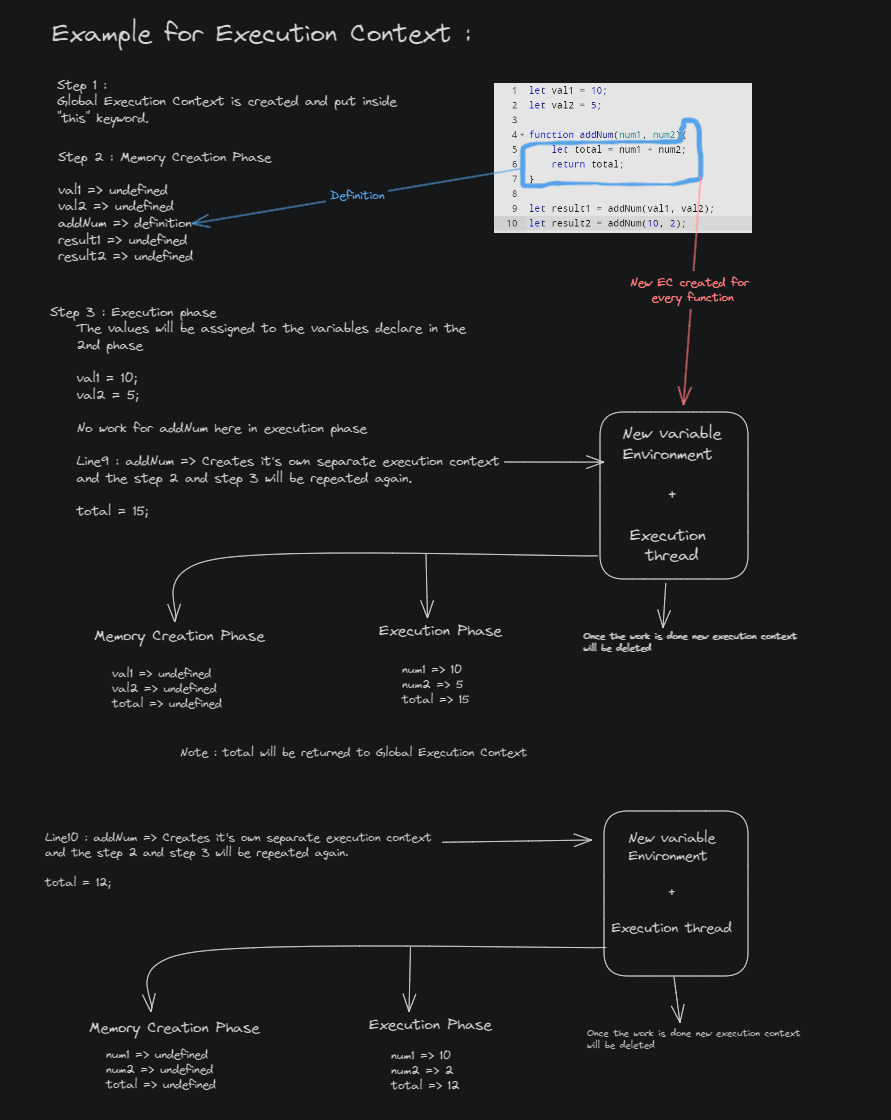 Example for Execution Context :
Step 1 :
Global Execution Context is created and put inside
"this" keyword.
Step 2 : Memory Creation Phase
val1 => undefined
val2 => undefined
addNum => definition
result1 => undefined
result2 => undefined
Definition
1 let val1 = 10;
2 let val2 = 5;
3
4 function addNum(num1, num2){
5 let total = num1 + num2;
6 return total;
7 }
8
9 let result1 = addNum(val1, val2);
10 let result2 = addNum(10, 2);
New EC created for
every function
Step 3 : Execution phase
The values will be assigned to the variables declare in the
2nd phase
val1 = 10;
val2 = 5;
No work for addNum here in execution phase
Line9 : addNum => Creates it's own separate execution context
and the step 2 and step 3 will be repeated again.
total = 15;
New variable
Environment
+
Execution
thread
Memory Creation Phase
val1 => undefined
val2 => undefined
total => undefined
Execution Phase
num1 => 10
num2 => 5
total => 15
Once the work is done new execution context
will be deleted
Note : total will be returned to Global Execution Context
Line10 : addNum => Creates it's own separate execution context
and the step 2 and step 3 will be repeated again.
total = 12;
New variable
Environment
+
Execution thread
Memory Creation Phase
num1 => undefined
num2 => undefined
total => undefined
Execution Phase
num1 => 10
num2 => 2
total => 12
Once the work is done new execution context
will be deleted